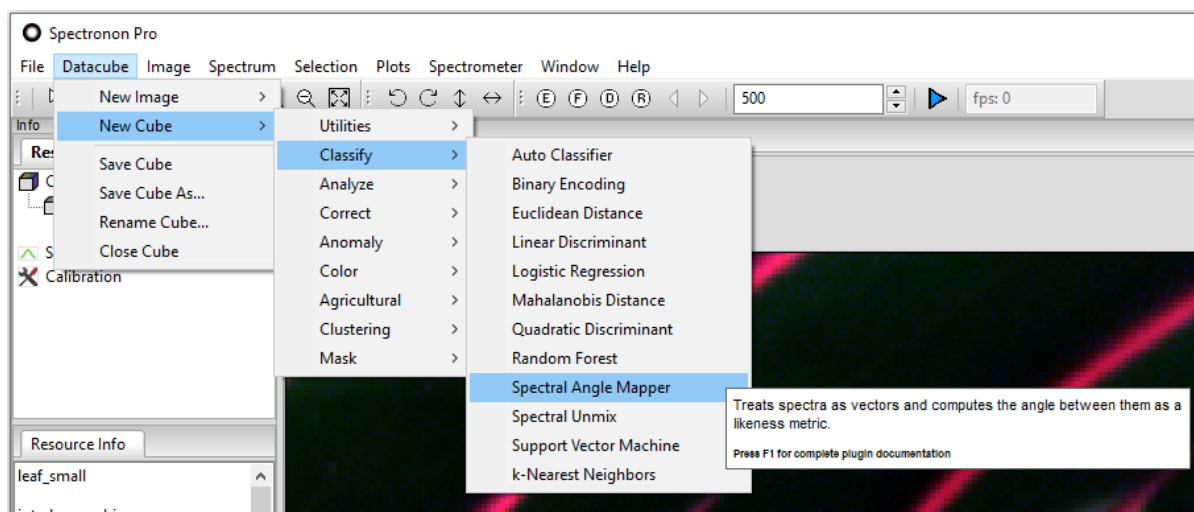 Spectronon Pro
File Datacube Image Spectrum Selection Plots Spectrometer Window Help
New Image
500
fps: 0
Info
New Cube
Utilities
Save Cube
Classify
Auto Classifier
Save Cube As...
Analyze
Binary Encoding
Rename Cube...
Correct
Euclidean Distance
Close Cube
Anomaly
Linear Discriminant
Calibration
Color
Logistic Regression
Agricultural
Mahalanobis Distance
Clustering
Quadratic Discriminant
Mask
Random Forest
Spectral Angle Mapper
Treats spectra as vectors and computes the angle between them as a
likeness metric.
Press F1 for complete plugin documentation
Spectral Unmix
Resource Info
Support Vector Machine
leaf_small
k-Nearest Neighbors